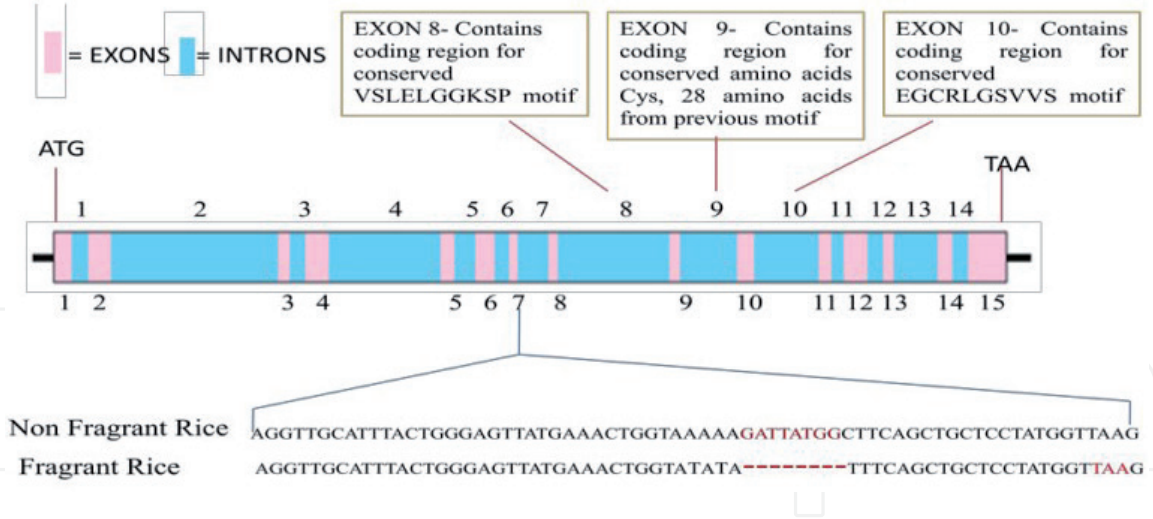 = EXONS = INTRONS
EXON 8- Contains
coding region for
conserved
VSLELGGKSP motif
EXON 9- Contains
coding region for
conserved amino acids
Cys, 28 amino acids
from previous motif
EXON 10- Contains
coding region for
conserved
EGCRLGSVVS motif
ATG
TAA
1 2 3 4 5 6 7 8 9 10 11 12 13 14
1 2 3 4 5 6 7 8 9 10 11 12 13 14 15
Non Fragrant Rice AGGTTGCATTTACTGGGAGTTATGAAACTGGTAAAAAGATTATGGCTTCAGCTGCTCCTATGGTTAAG
Fragrant Rice AGGTTGCATTTACTGGGAGTTATGAAACTGGTATATA---------TTTCAGCTGCTCCTATGGTTAAG